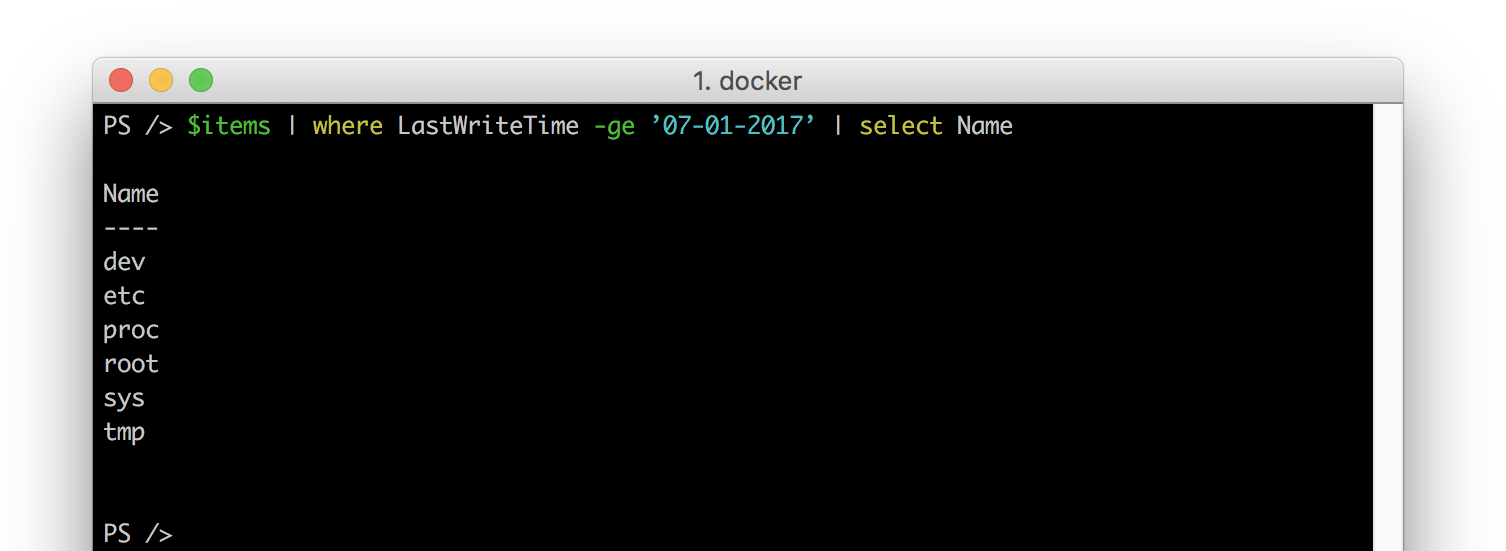 1. docker
PS /> $items | where LastWriteTime -ge ’07-01-2017’ | select Name
Name
----
dev
etc
proc
root
sys
tmp
PS />